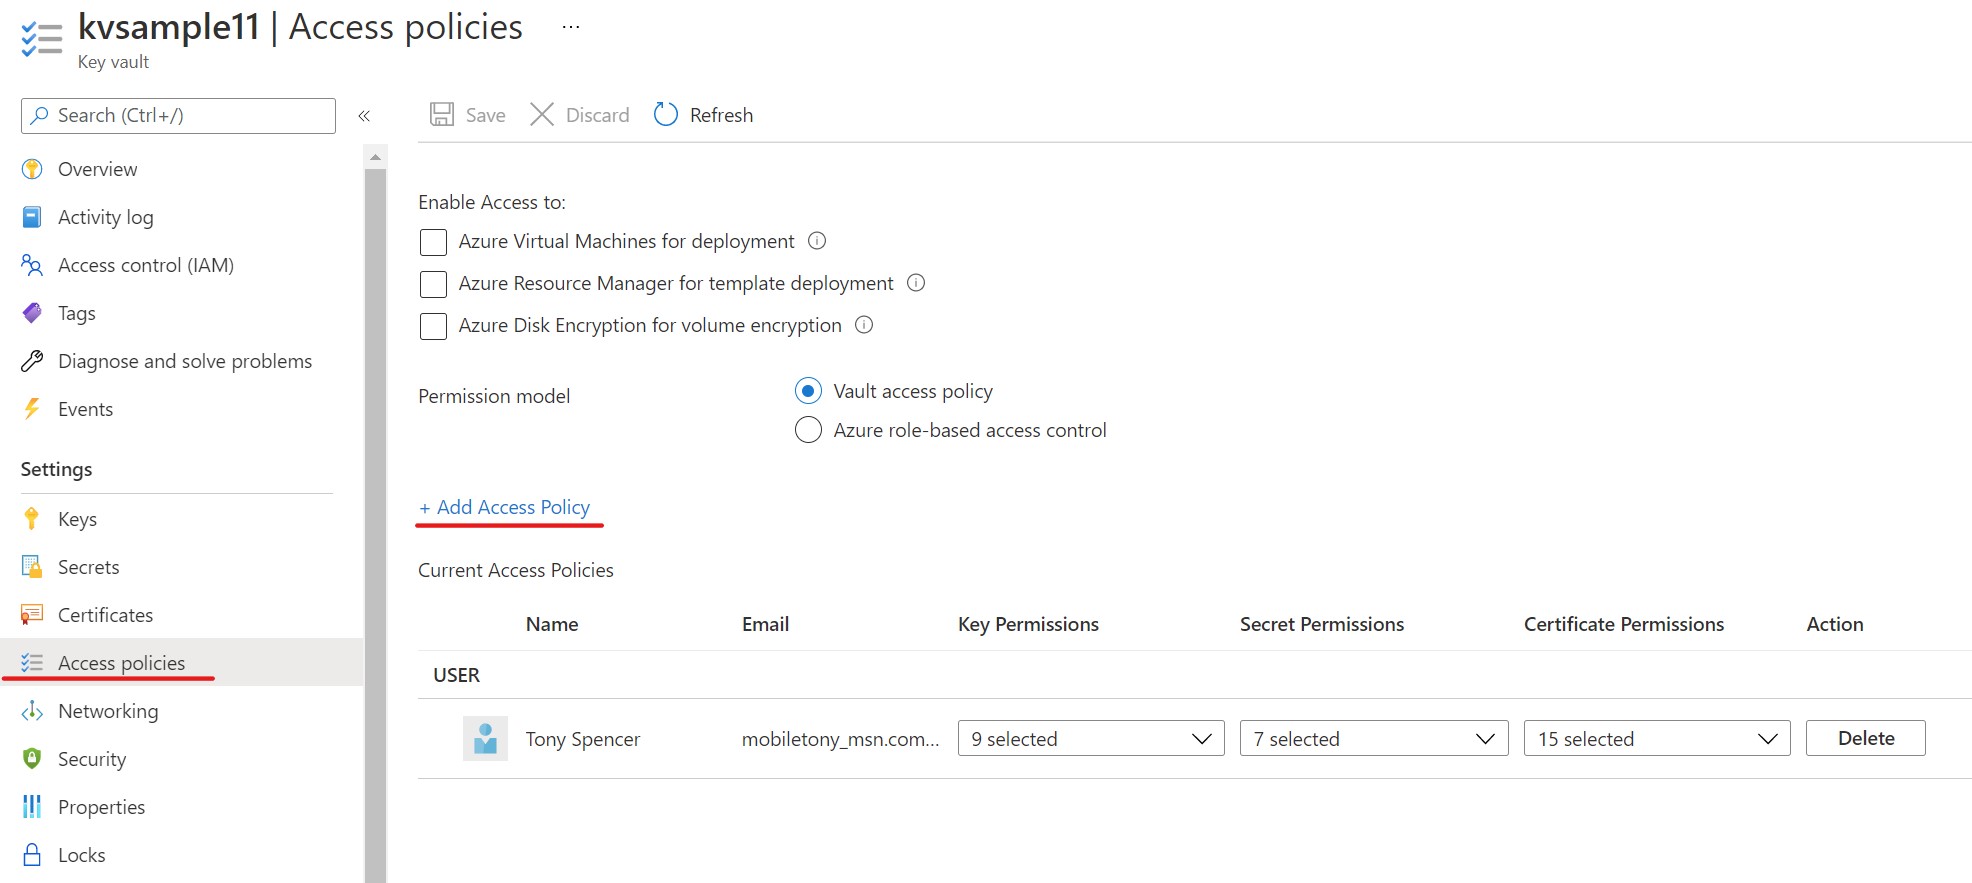 kvsample11 | Access policies ...
Key vault
Search (Ctrl+/)
«
Overview
Activity log
Access control (IAM)
Tags
Diagnose and solve problems
Events
Settings
Keys
Secrets
Certificates
Access policies
Networking
Security
Properties
Locks
Save Discard Refresh
Enable Access to:
Azure Virtual Machines for deployment
Azure Resource Manager for template deployment
Azure Disk Encryption for volume encryption
Permission model
Vault access policy
Azure role-based access control
+ Add Access Policy
Current Access Policies
Name Email Key Permissions Secret Permissions Certificate Permissions Action
USER
Tony Spencer mobiletony_msn.com... 9 selected 7 selected 15 selected Delete